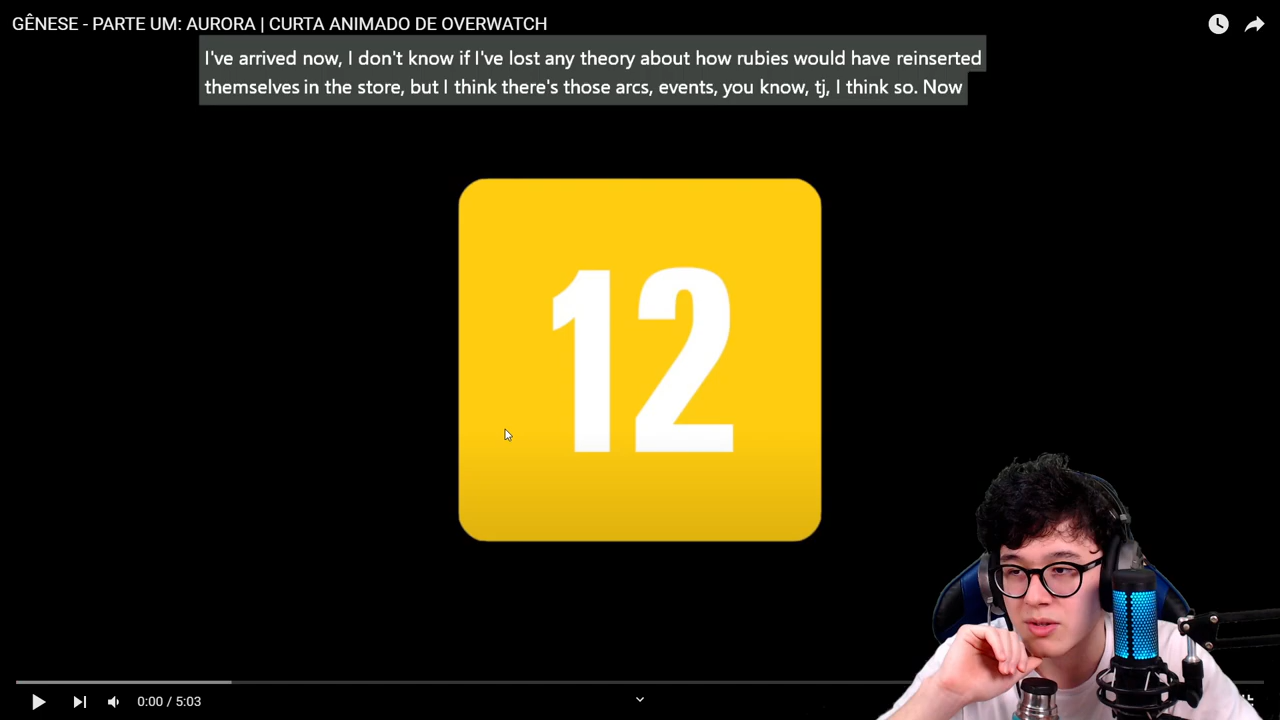 GÊNESE - PARTE UM: AURORA | CURTA ANIMADO DE OVERWATCH
I've arrived now, I don't know if I've lost any theory about how rubies would have reinserted
themselves in the store, but I think there's those arcs, events, you know, tj, I think so. Now
12
0:00 / 5:03